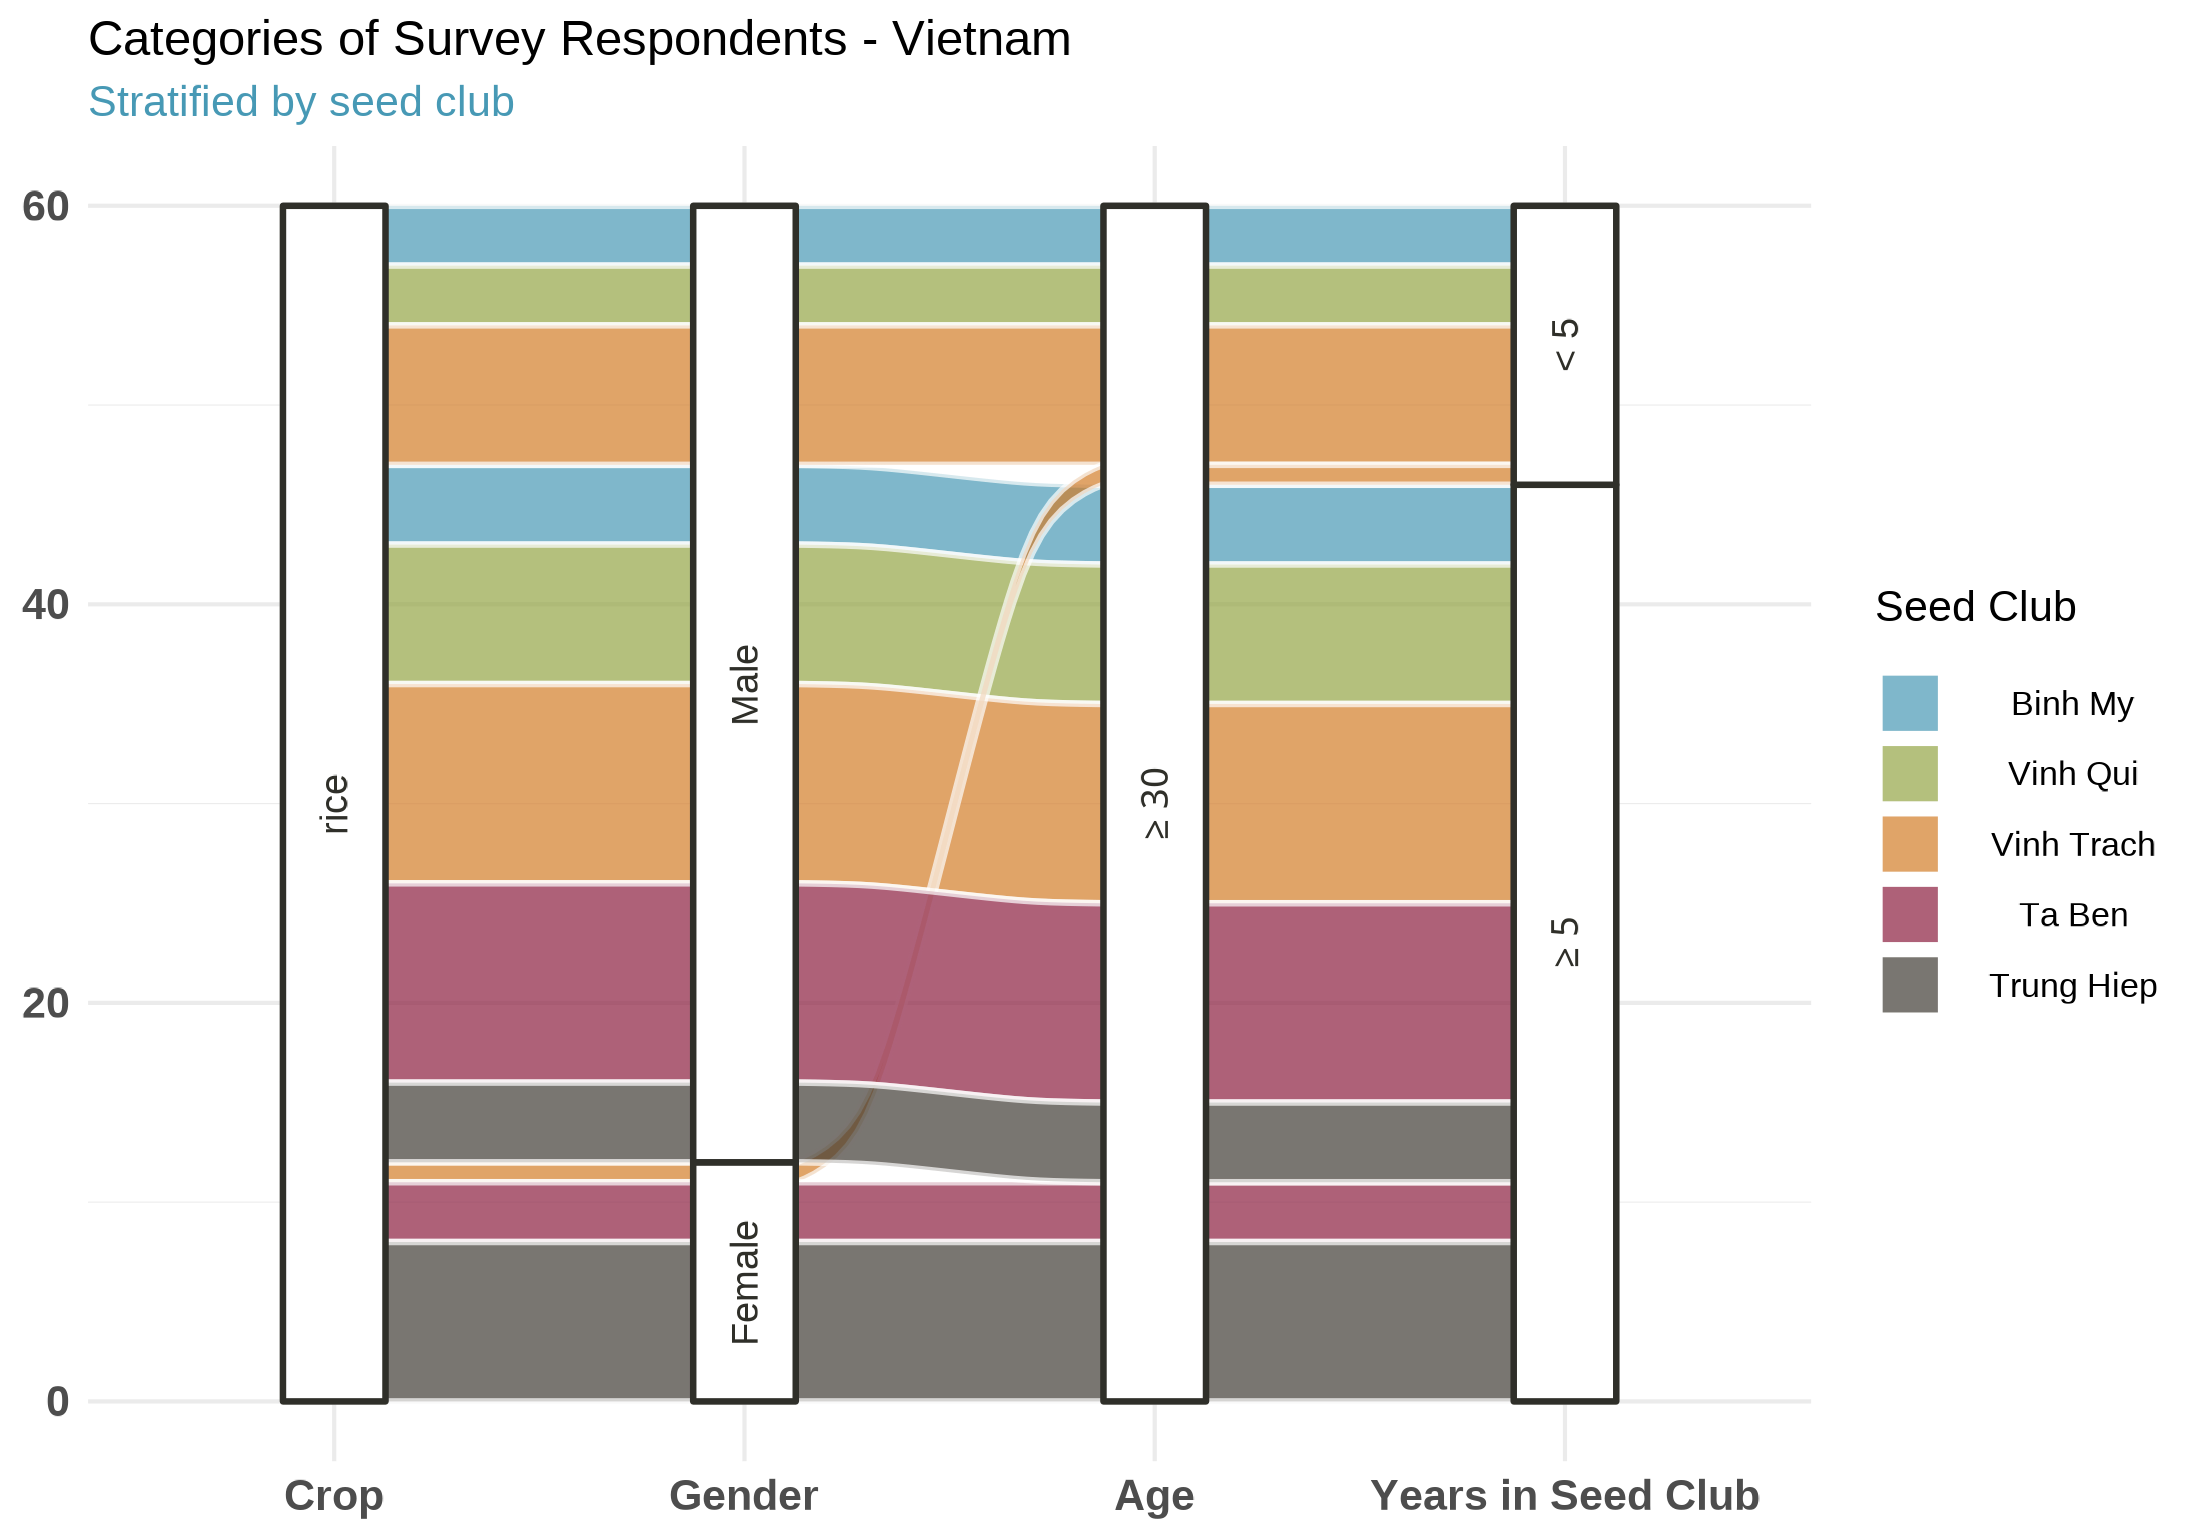 Categories of Survey Respondents - Vietnam
Stratified by seed club
60
40
20
0
rice
Male
Female
≥ 30
< 5
≥ 5
Crop
Gender
Age
Years in Seed Club
Seed Club
Binh My
Vinh Qui
Vinh Trach
Ta Ben
Trung Hiep